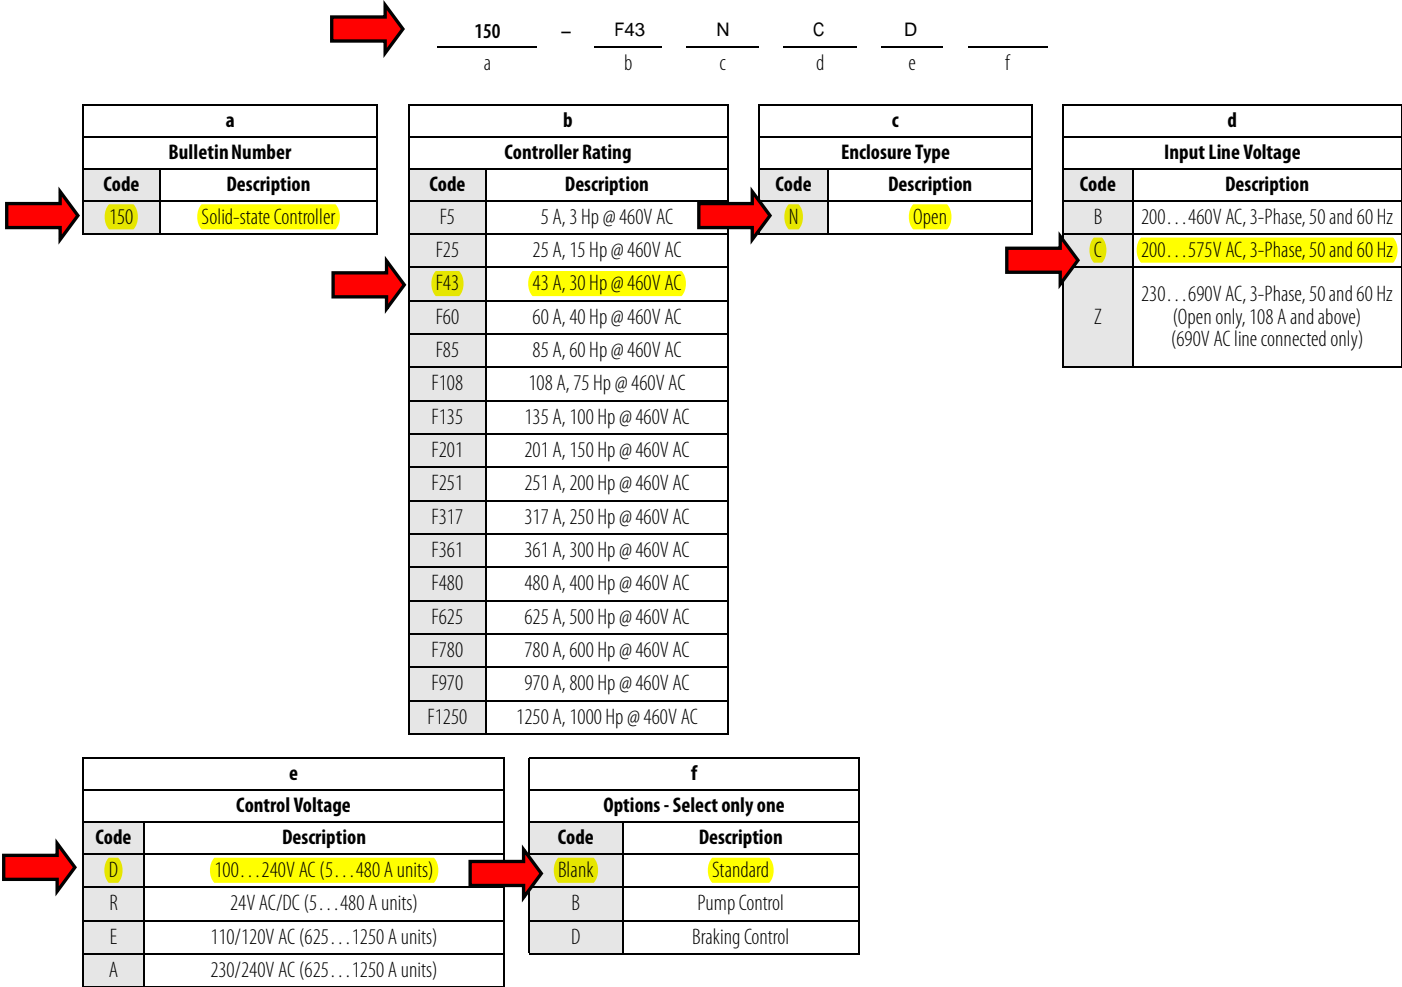 150 – F43 N C D
a b c d e f
a
Bulletin Number
Code Description
150 Solid-state Controller
b
Controller Rating
Code Description
F5 5 A, 3 Hp @ 460V AC
F25 25 A, 15 Hp @ 460V AC
F43 43 A, 30 Hp @ 460V AC
F60 60 A, 40 Hp @ 460V AC
F85 85 A, 60 Hp @ 460V AC
F108 108 A, 75 Hp @ 460V AC
F135 135 A, 100 Hp @ 460V AC
F201 201 A, 150 Hp @ 460V AC
F251 251 A, 200 Hp @ 460V AC
F317 317 A, 250 Hp @ 460V AC
F361 361 A, 300 Hp @ 460V AC
F480 480 A, 400 Hp @ 460V AC
F625 625 A, 500 Hp @ 460V AC
F780 780 A, 600 Hp @ 460V AC
F970 970 A, 800 Hp @ 460V AC
F1250 1250 A, 1000 Hp @ 460V AC
c
Enclosure Type
Code Description
N Open
d
Input Line Voltage
Code Description
B 200...460V AC, 3-Phase, 50 and 60 Hz
C 200...575V AC, 3-Phase, 50 and 60 Hz
Z 230...690V AC, 3-Phase, 50 and 60 Hz
(Open only, 108 A and above)
(690V AC line connected only)
e
Control Voltage
Code Description
D 100...240V AC (5...480 A units)
R 24V AC/DC (5...480 A units)
E 110/120V AC (625...1250 A units)
A 230/240V AC (625...1250 A units)
f
Options - Select only one
Code Description
Blank Standard
B Pump Control
D Braking Control